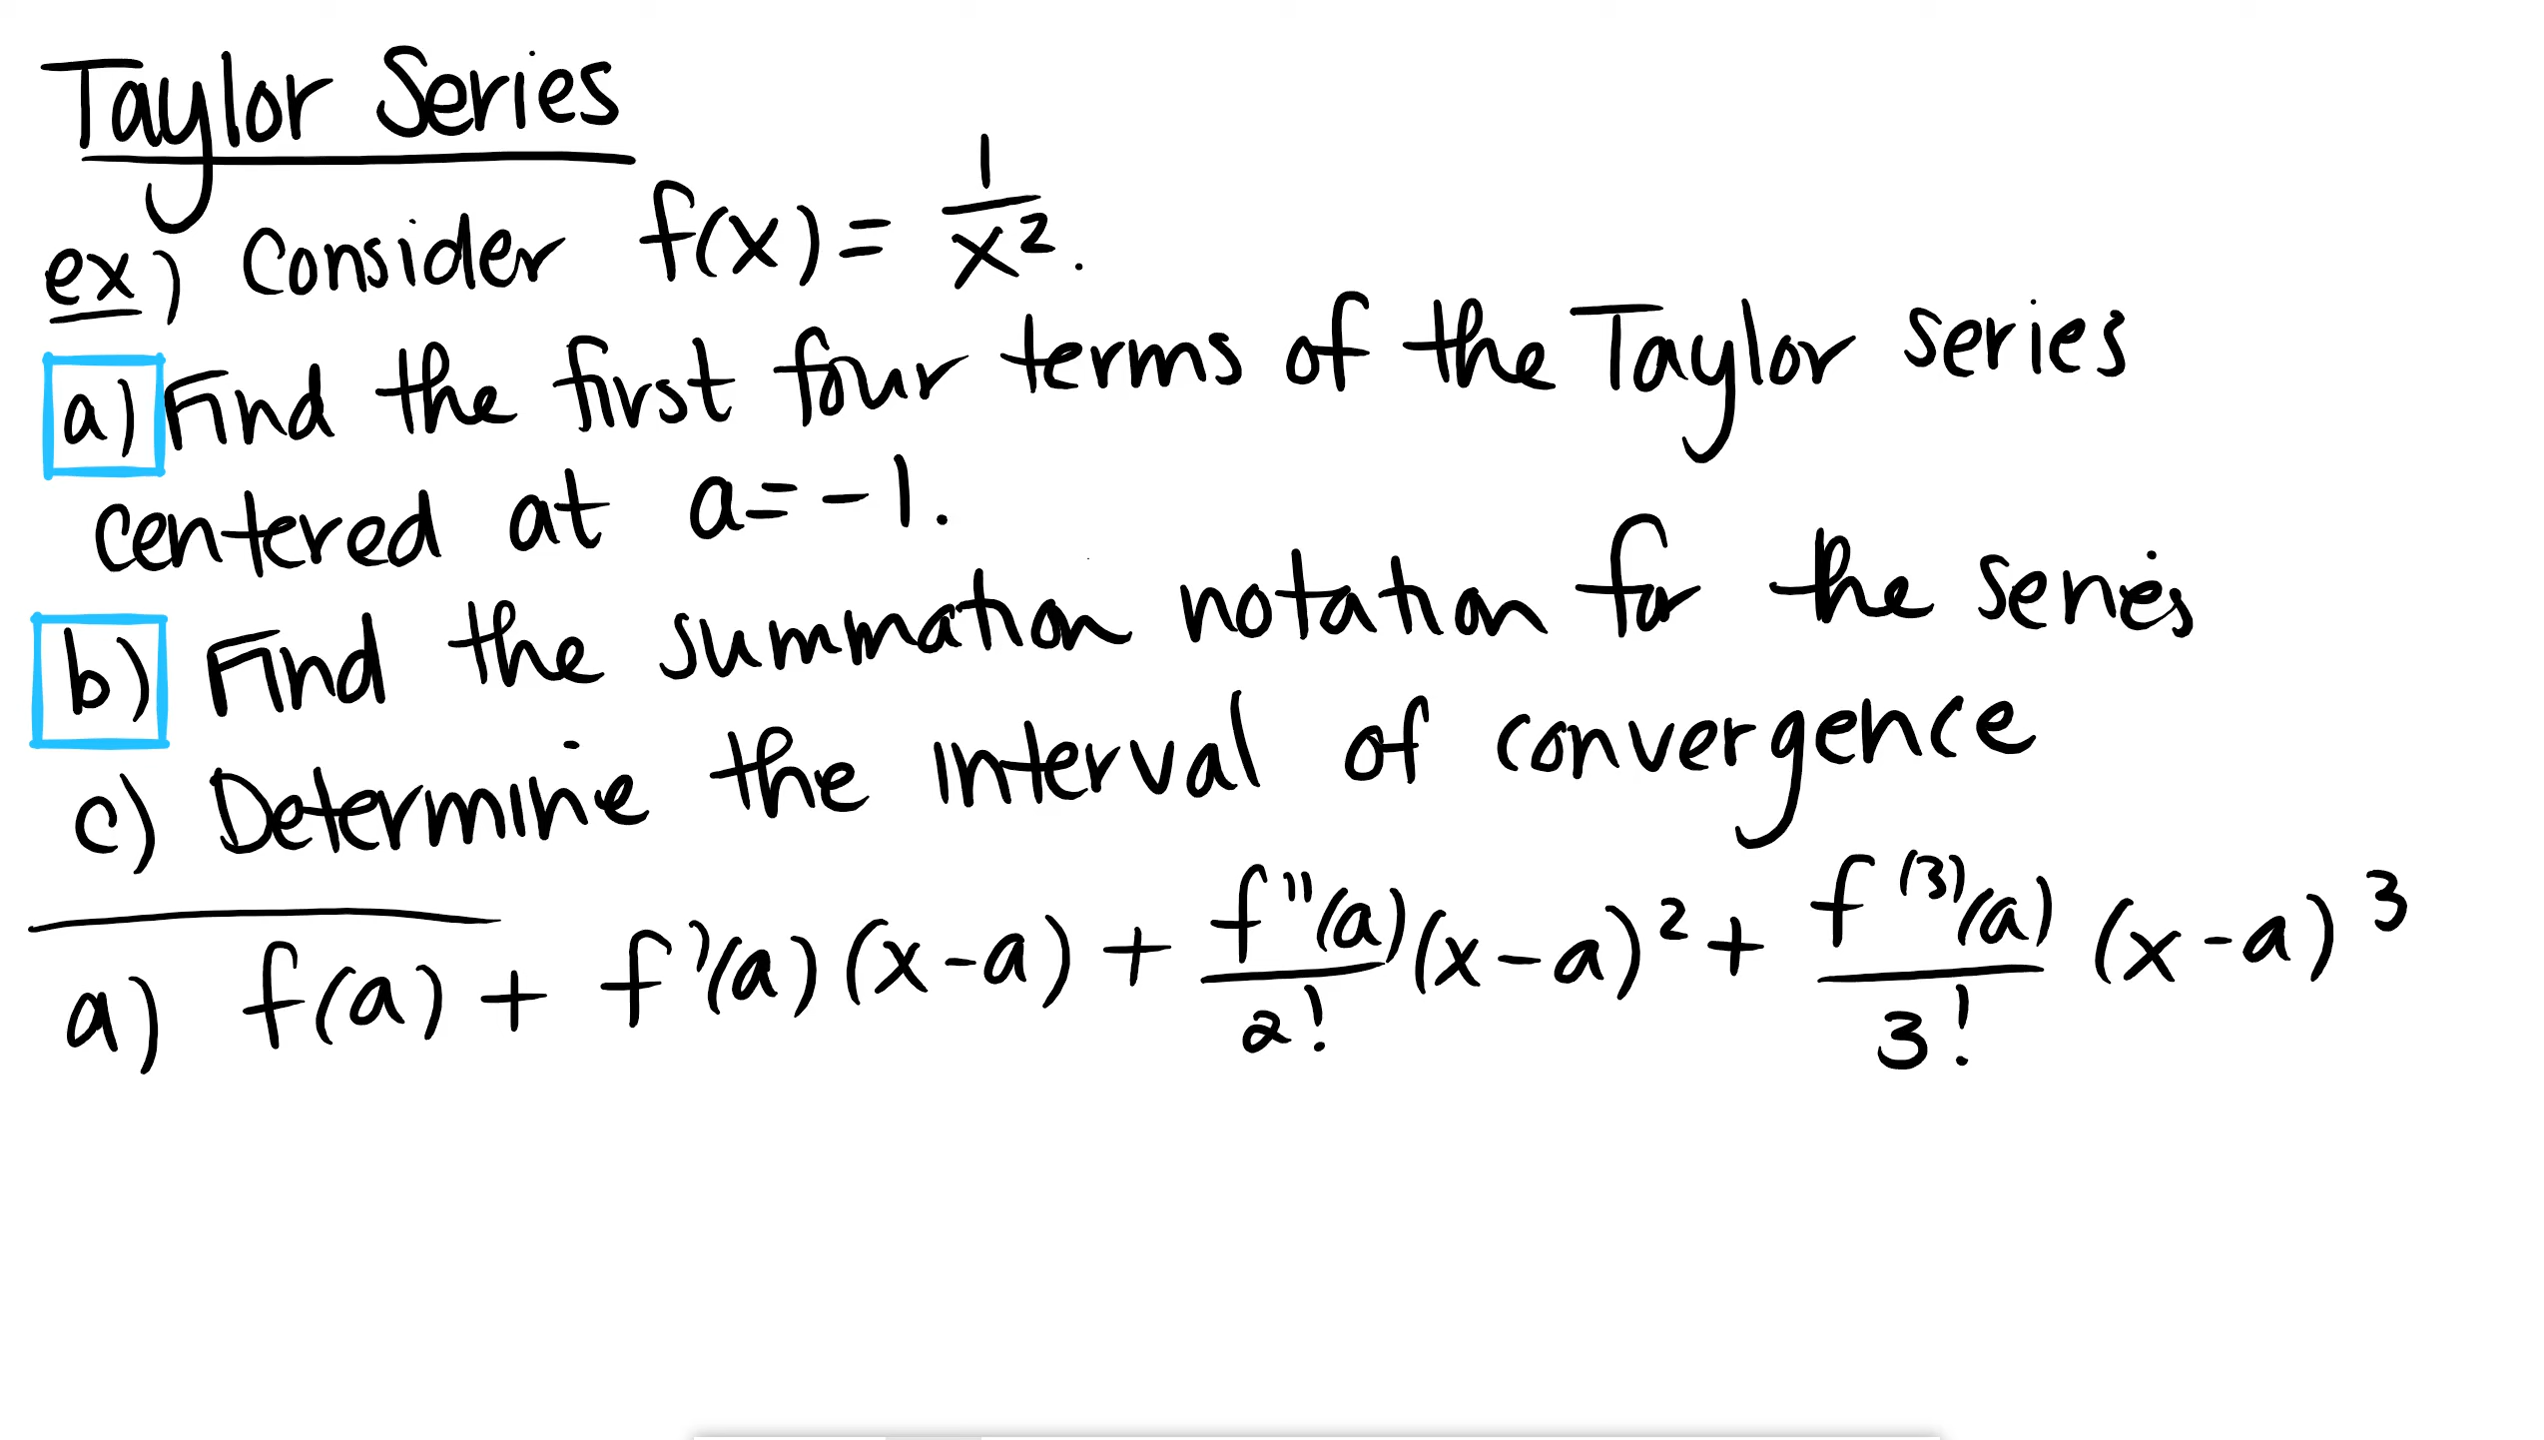 Taylor Series
ex) Consider f(x) = 1/x².
a) Find the first four terms of the Taylor series
centered at a = -1.
b) Find the summation notation for the series
c) Determine the interval of convergence
a) f(a) + f'(a)(x-a) + f''(a)/2! (x-a)² + f⁽³⁾(a)/3! (x-a)³